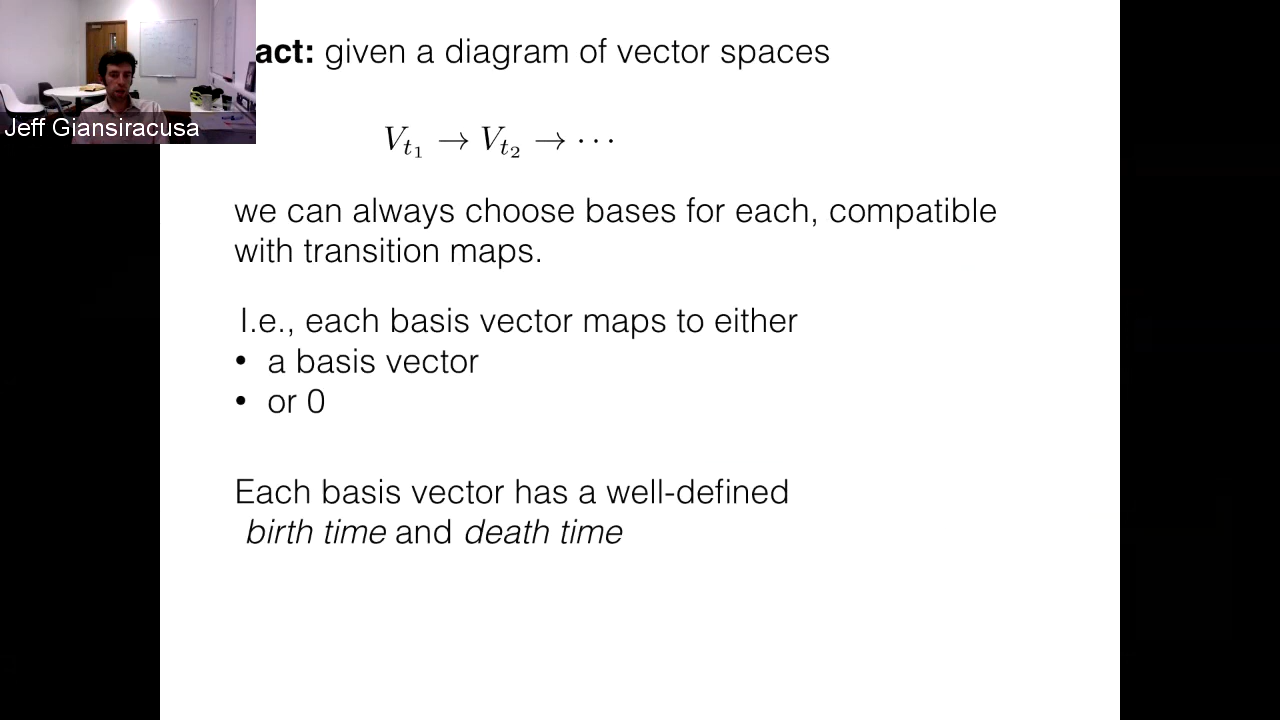 act: given a diagram of vector spaces
Jeff Giansiracusa
V_{t_1} → V_{t_2} → ⋯
we can always choose bases for each, compatible
with transition maps.
I.e., each basis vector maps to either
• a basis vector
• or 0
Each basis vector has a well-defined
birth time and death time